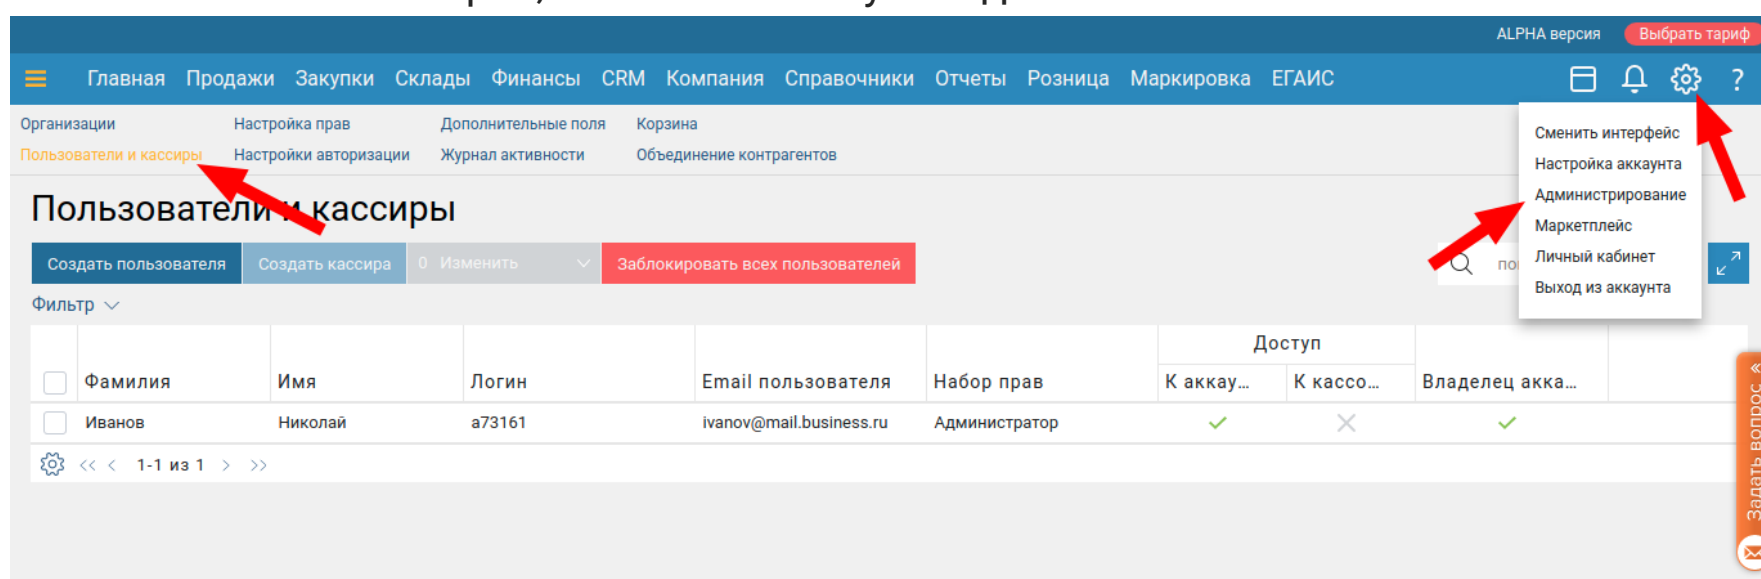 ALPHA версия Выбрать тариф
Главная Продажи Закупки Склады Финансы CRM Компания Справочники Отчеты Розница Маркировка ЕГАИС ?
Организации Настройка прав Дополнительные поля Корзина
Пользователи и кассиры Настройки авторизации Журнал активности Объединение контрагентов
Сменить интерфейс
Настройка аккаунта
Администрирование
Маркетплейс
Личный кабинет
Выход из аккаунта
Пользователи и кассиры
Создать пользователя Создать кассира 0 Изменить Заблокировать всех пользователей
Фильтр
Доступ
Фамилия Имя Логин Email пользователя Набор прав К аккау... К кассо... Владелец акка...
Иванов Николай a73161 ivanov@mail.business.ru Администратор
<< < 1-1 из 1 > >>
Задать вопрос «